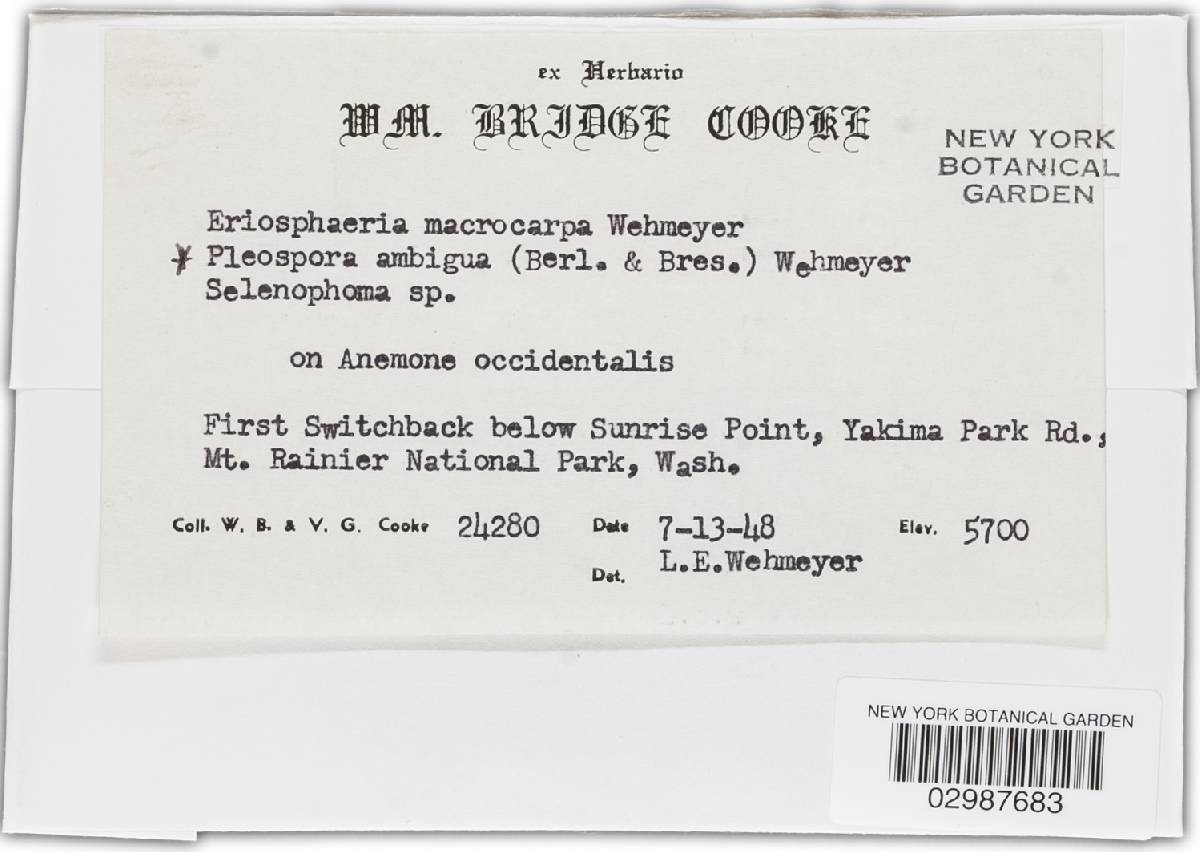 ex Herbario
WM. BRIDGE COOKE
NEW YORK
BOTANICAL
GARDEN
Eriosphaeria macrocarpa Wehmeyer
* Pleospora ambigua (Berl. & Bres.) Wehmeyer
Selenophoma sp.
on Anemone occidentalis
First Switchback below Sunrise Point, Yakima Park Rd.,
Mt. Rainier National Park, Wash.
Coll. W. B. & V. G. Cooke 24280 Date 7-13-48 Elev. 5700
Det. L.E.Wehmeyer
NEW YORK BOTANICAL GARDEN
02987683